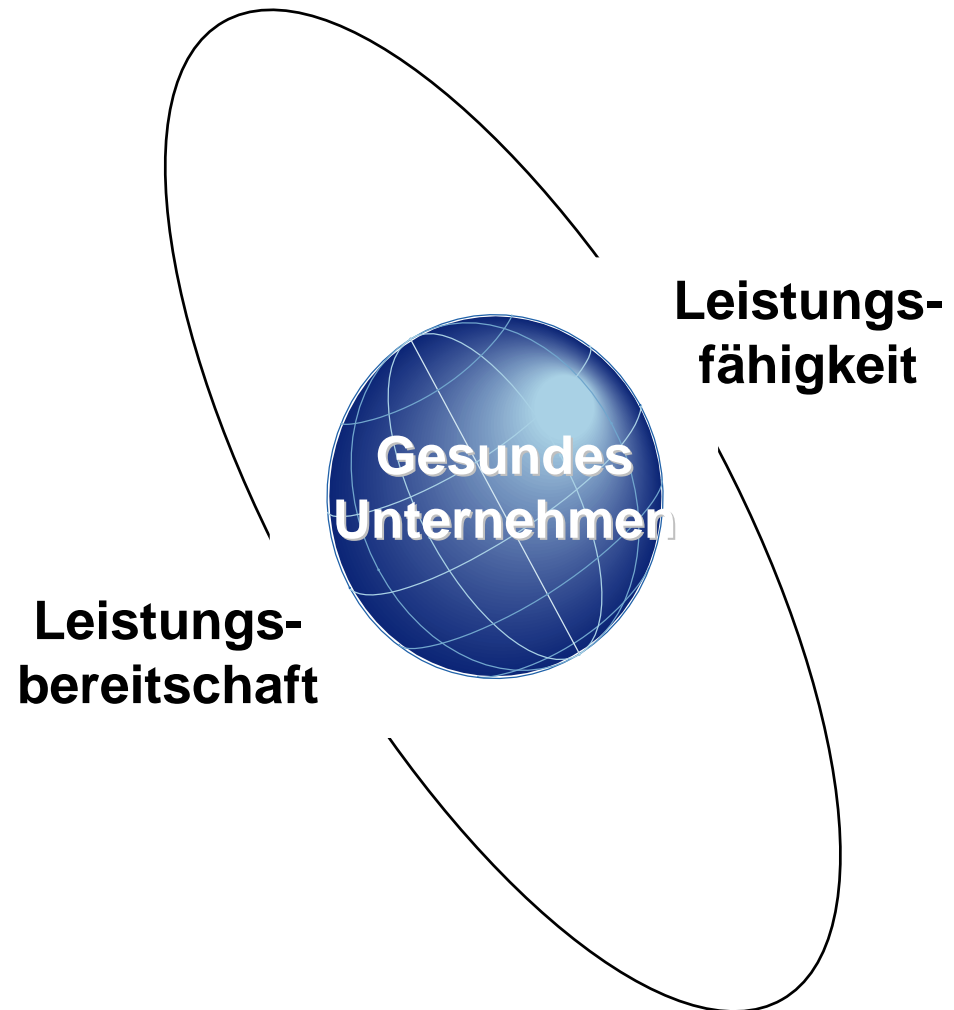 Leistungs-
fähigkeit
Gesundes
Unternehmen
Leistungs-
bereitschaft